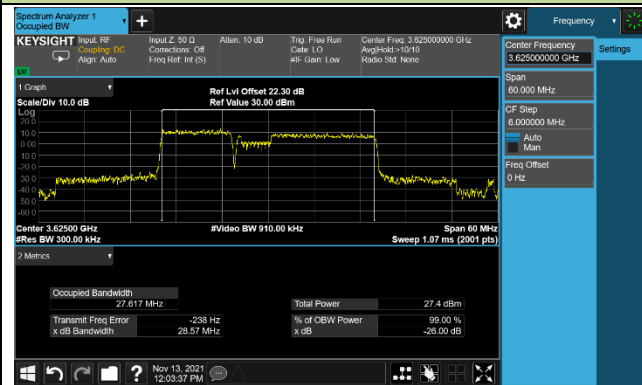 Spectrum Analyzer 1
Occupied BW
Frequency
KEYSIGHT
Input: RF
Coupling: DC
Align: Auto
Input Z: 50 Ω
Corrections: Off
Freq Ref: Int (S)
Atten: 10 dB
Trig: Free Run
Gate: LO
#IF Gain: Low
Center Freq: 3.625000000 GHz
Avg|Hold:>10/10
Radio Std: None
Center Frequency
3.625000000 GHz
Settings
Span
60.000 MHz
CF Step
6.000000 MHz
Auto
Man
Freq Offset
0 Hz
1 Graph
Scale/Div 10.0 dB
Ref Lvl Offset 22.30 dB
Ref Value 30.00 dBm
Log
20.0
10.0
0.00
-10.0
-20.0
-30.0
-40.0
-50.0
-60.0
Center 3.62500 GHz
#Res BW 300.00 kHz
#Video BW 910.00 kHz
Span 60 MHz
Sweep 1.07 ms (2001 pts)
2 Metrics
Occupied Bandwidth
27.617 MHz
Total Power 27.4 dBm
Transmit Freq Error -238 Hz
% of OBW Power 99.00 %
x dB Bandwidth 28.57 MHz
x dB -26.00 dB
Nov 13, 2021
12:03:37 PM